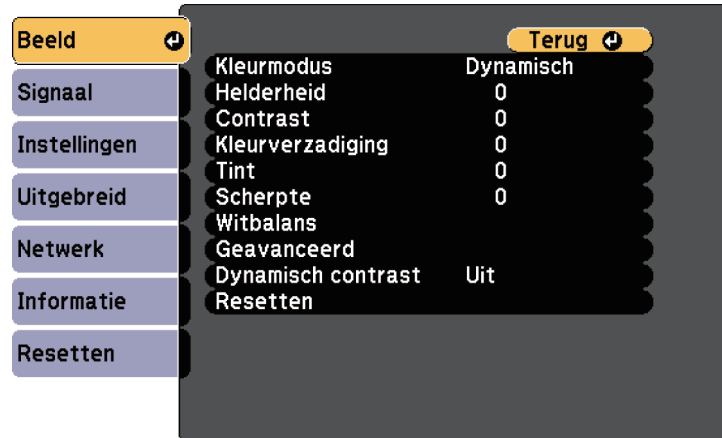 Beeld
Signaal
Instellingen
Uitgebreid
Netwerk
Informatie
Resetten
Terug
Kleurmodus Dynamisch
Helderheid 0
Contrast 0
Kleurverzadiging 0
Tint 0
Scherpte 0
Witbalans
Geavanceerd
Dynamisch contrast Uit
Resetten